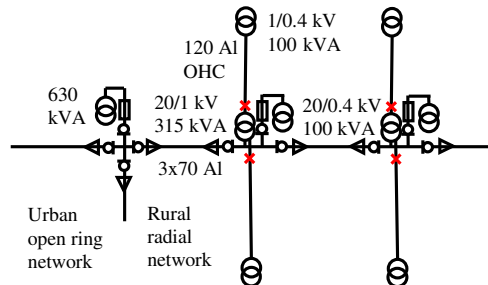 1/0.4 kV
100 kVA
120 Al
OHC
630
kVA
20/1 kV
315 kVA
20/0.4 kV
100 kVA
3x70 Al
Urban
open ring
network
Rural
radial
network